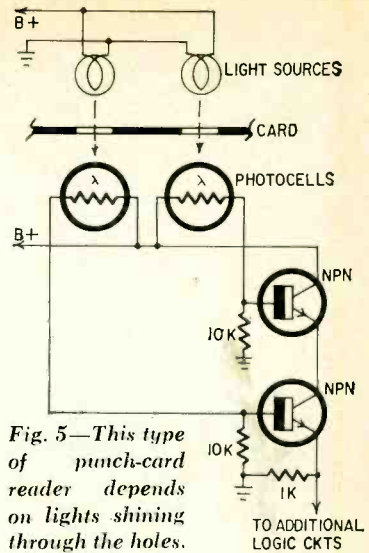 B+
LIGHT SOURCES
CARD
λ λ
PHOTOCELLS
B+
NPN
10K
NPN
10K
1K
TO ADDITIONAL
LOGIC CKTS
Fig. 5—This type
of punch-card
reader depends
on lights shining
through the holes.